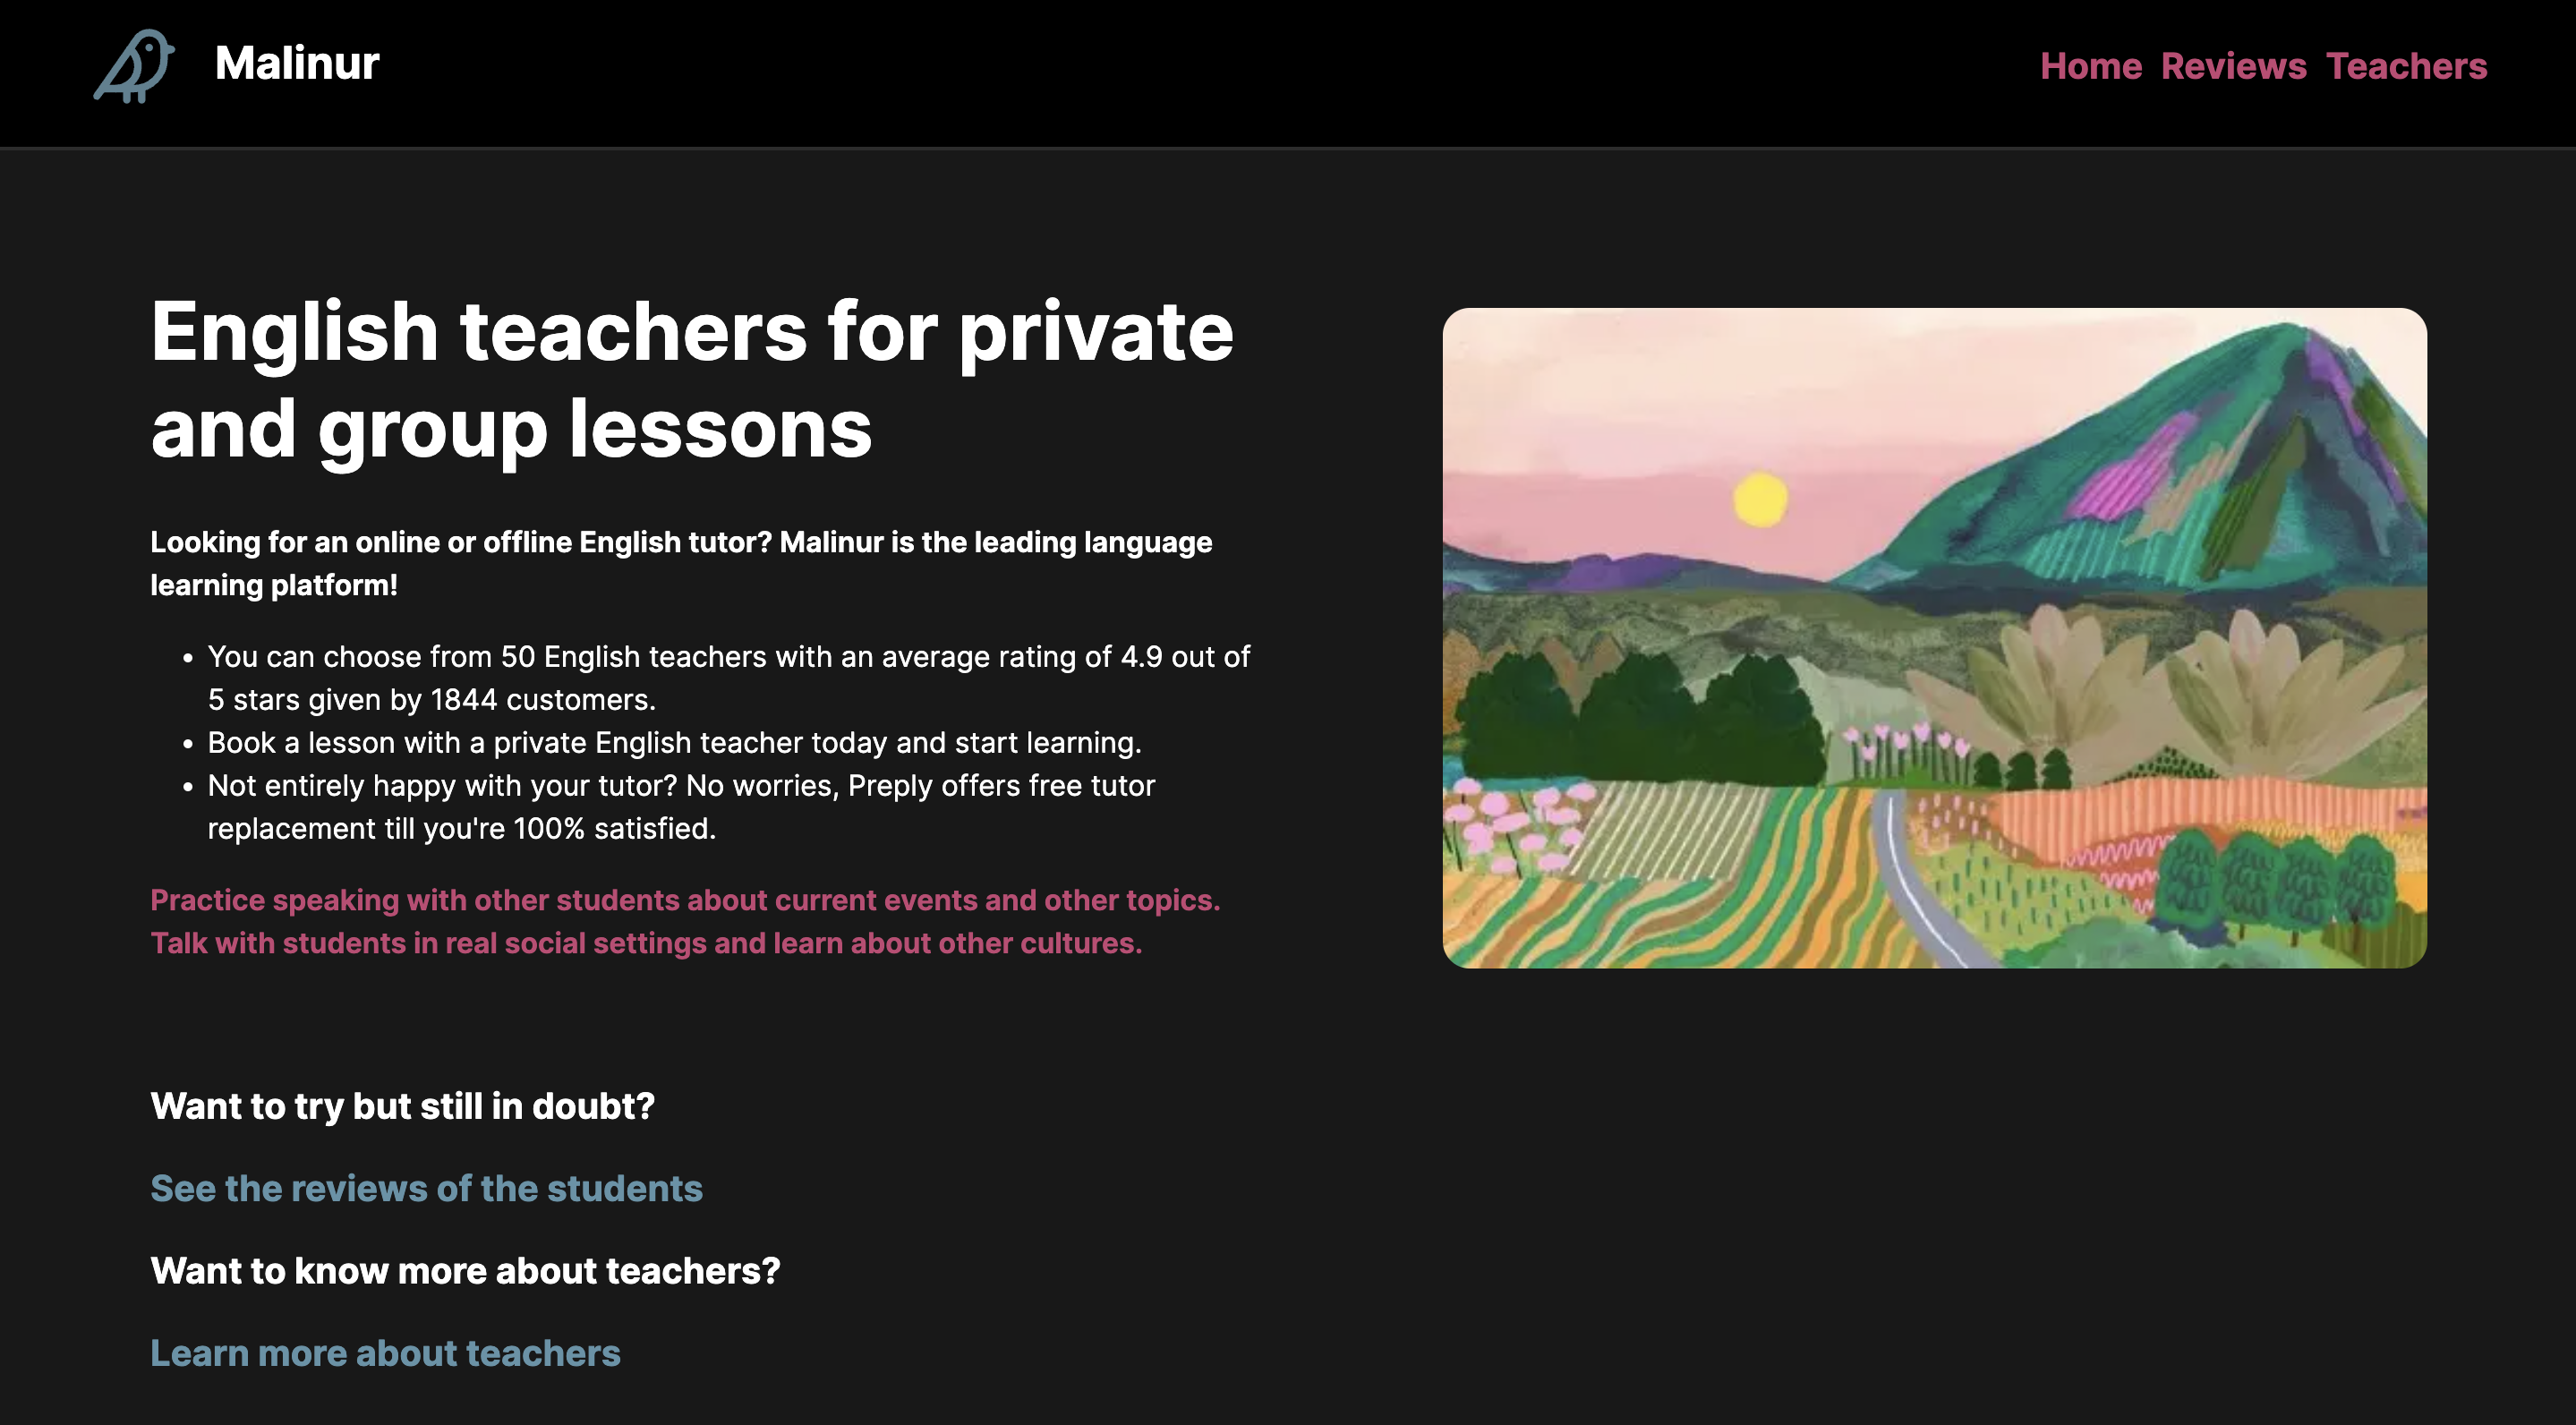 Malinur
Home Reviews Teachers
English teachers for private
and group lessons
Looking for an online or offline English tutor? Malinur is the leading language
learning platform!
• You can choose from 50 English teachers with an average rating of 4.9 out of
5 stars given by 1844 customers.
• Book a lesson with a private English teacher today and start learning.
• Not entirely happy with your tutor? No worries, Preply offers free tutor
replacement till you're 100% satisfied.
Practice speaking with other students about current events and other topics.
Talk with students in real social settings and learn about other cultures.
Want to try but still in doubt?
See the reviews of the students
Want to know more about teachers?
Learn more about teachers